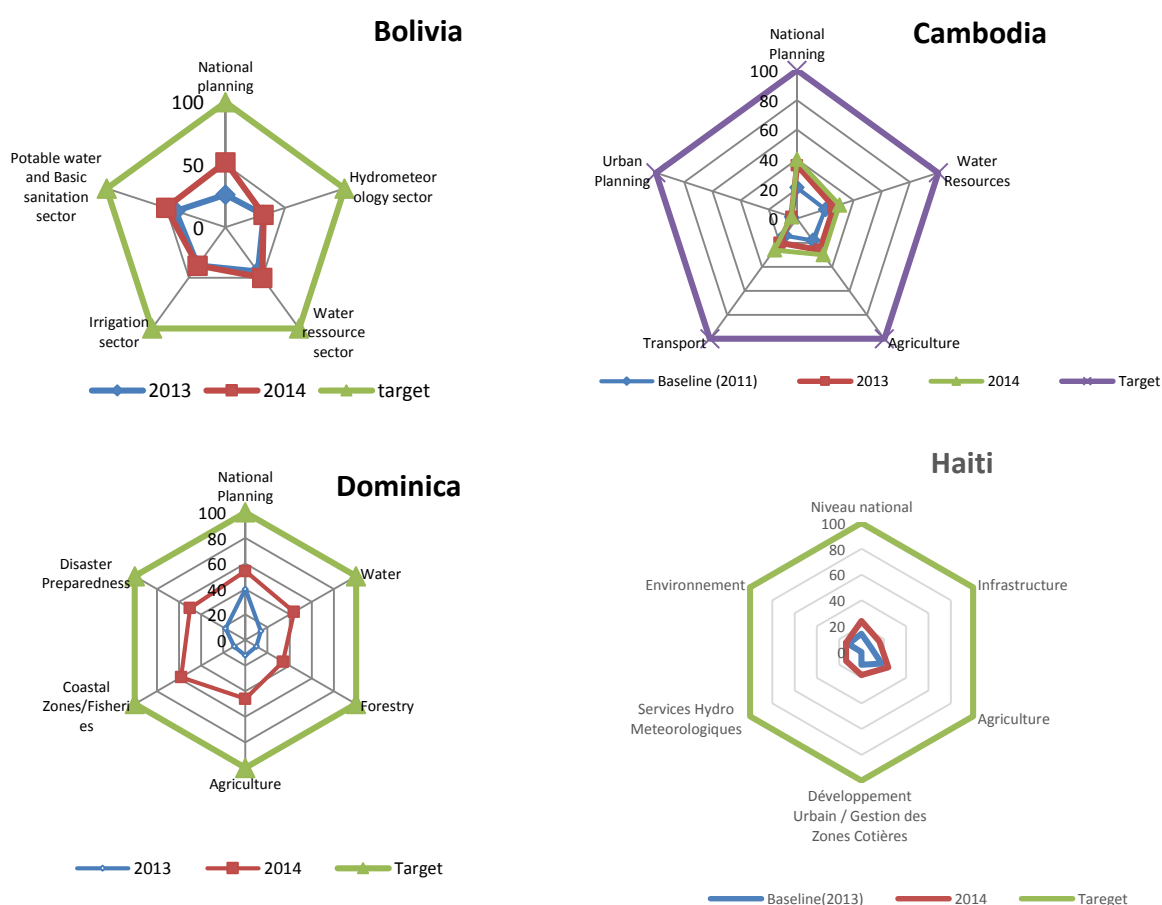 Bolivia
National
planning
100
50
0
Potable water
and Basic
sanitation
sector
Hydrometeor
ology sector
Irrigation
sector
Water
ressource
sector
2013
2014
target
Cambodia
National
Planning
100
80
60
40
20
0
Urban
Planning
Water
Resources
Transport
Agriculture
Baseline (2011)
2013
2014
Target
Dominica
National
Planning
100
80
60
40
20
0
Disaster
Preparedness
Water
Coastal
Zones/Fisheri
es
Forestry
Agriculture
2013
2014
Target
Haiti
Niveau national
100
80
60
40
20
0
Environnement
Infrastructure
Services Hydro
Meteorologiques
Agriculture
Développement
Urbain / Gestion des
Zones Cotières
Baseline(2013)
2014
Tareget